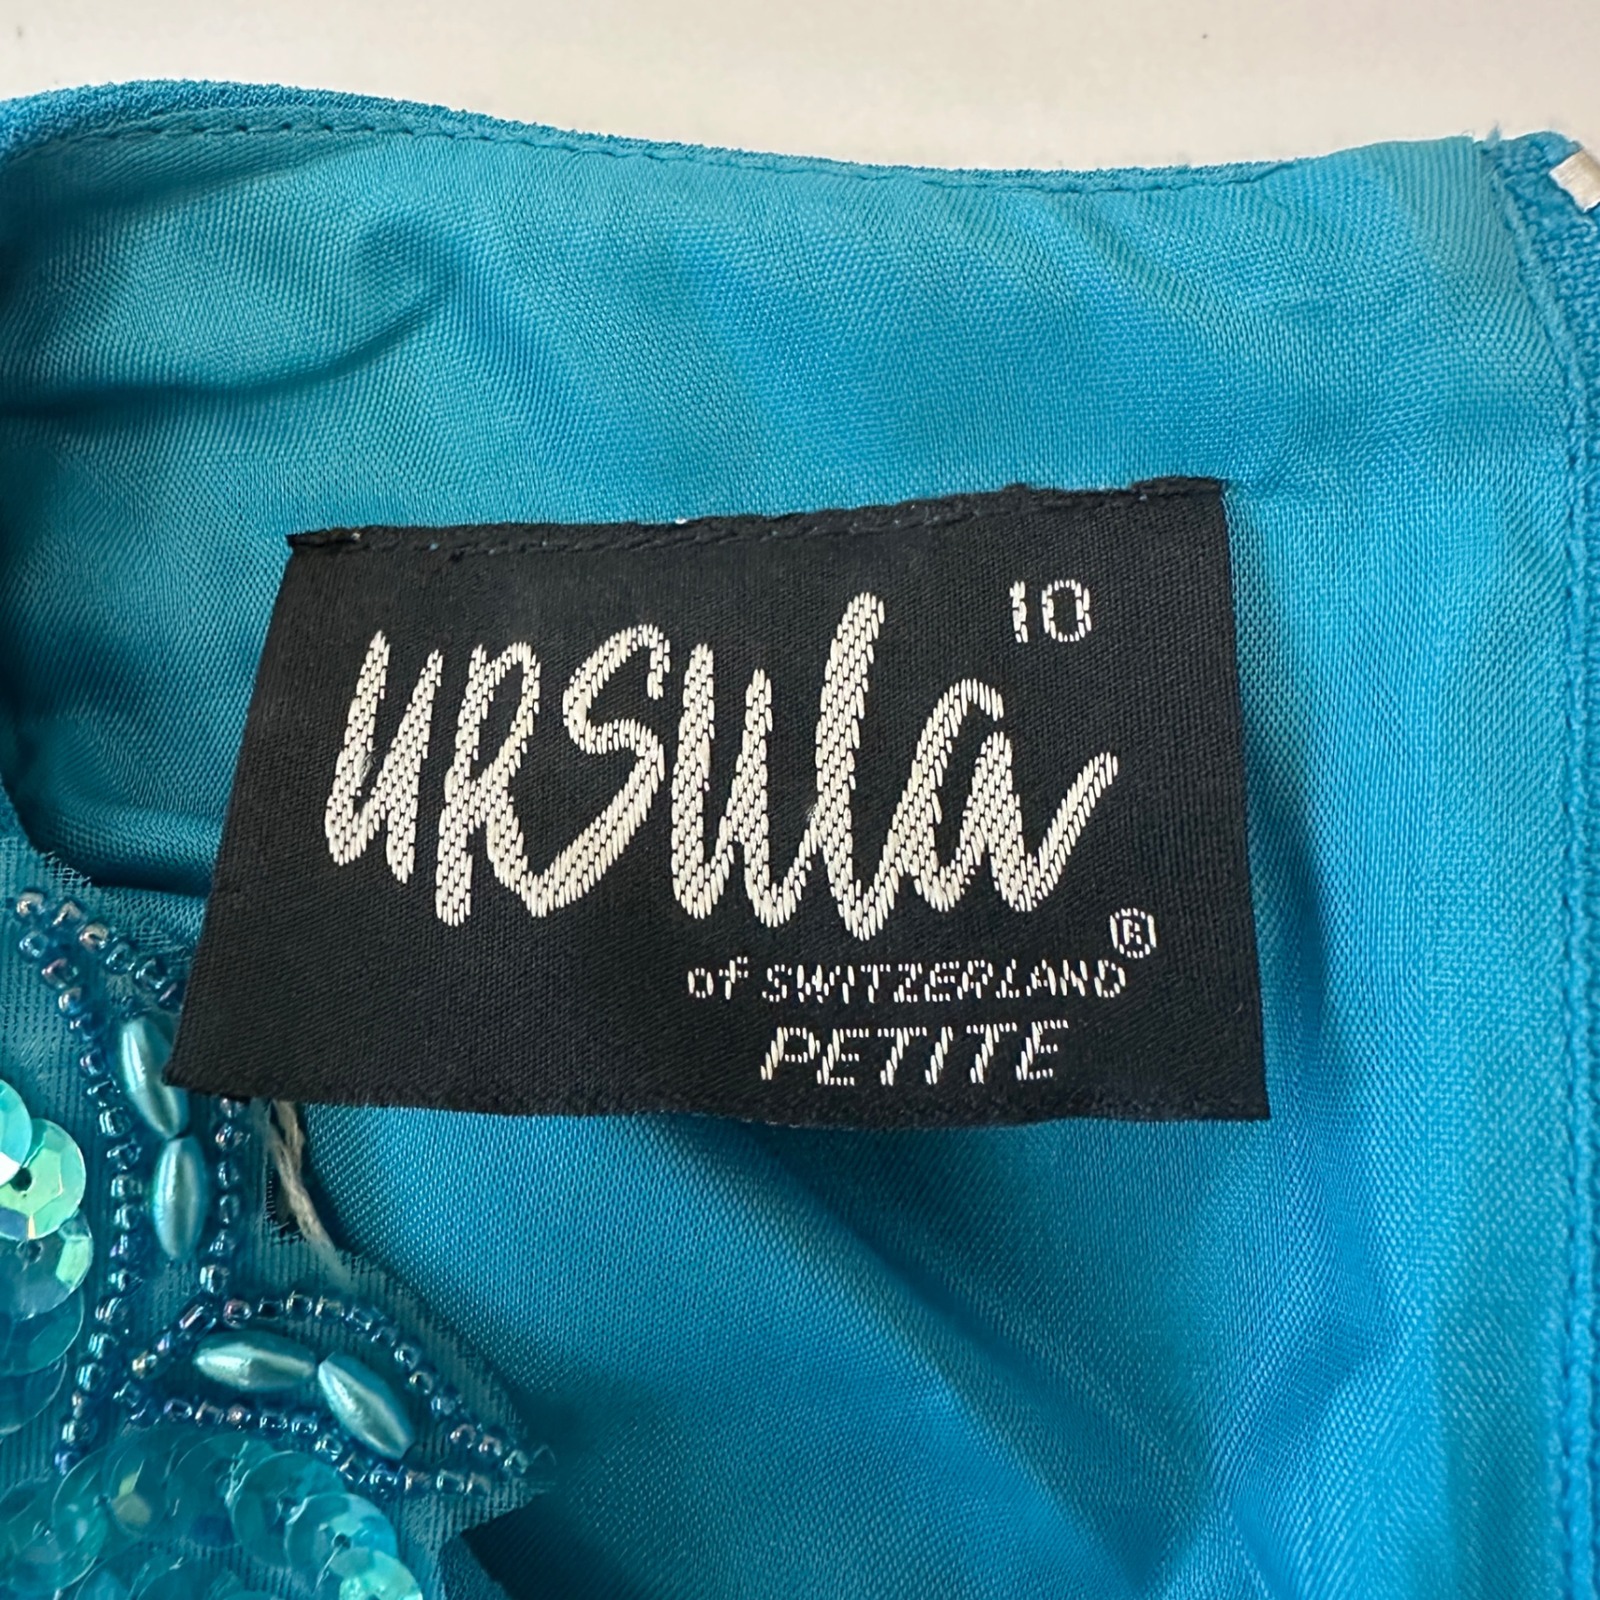 10
ursula
of SWITZERLAND®
PETITE